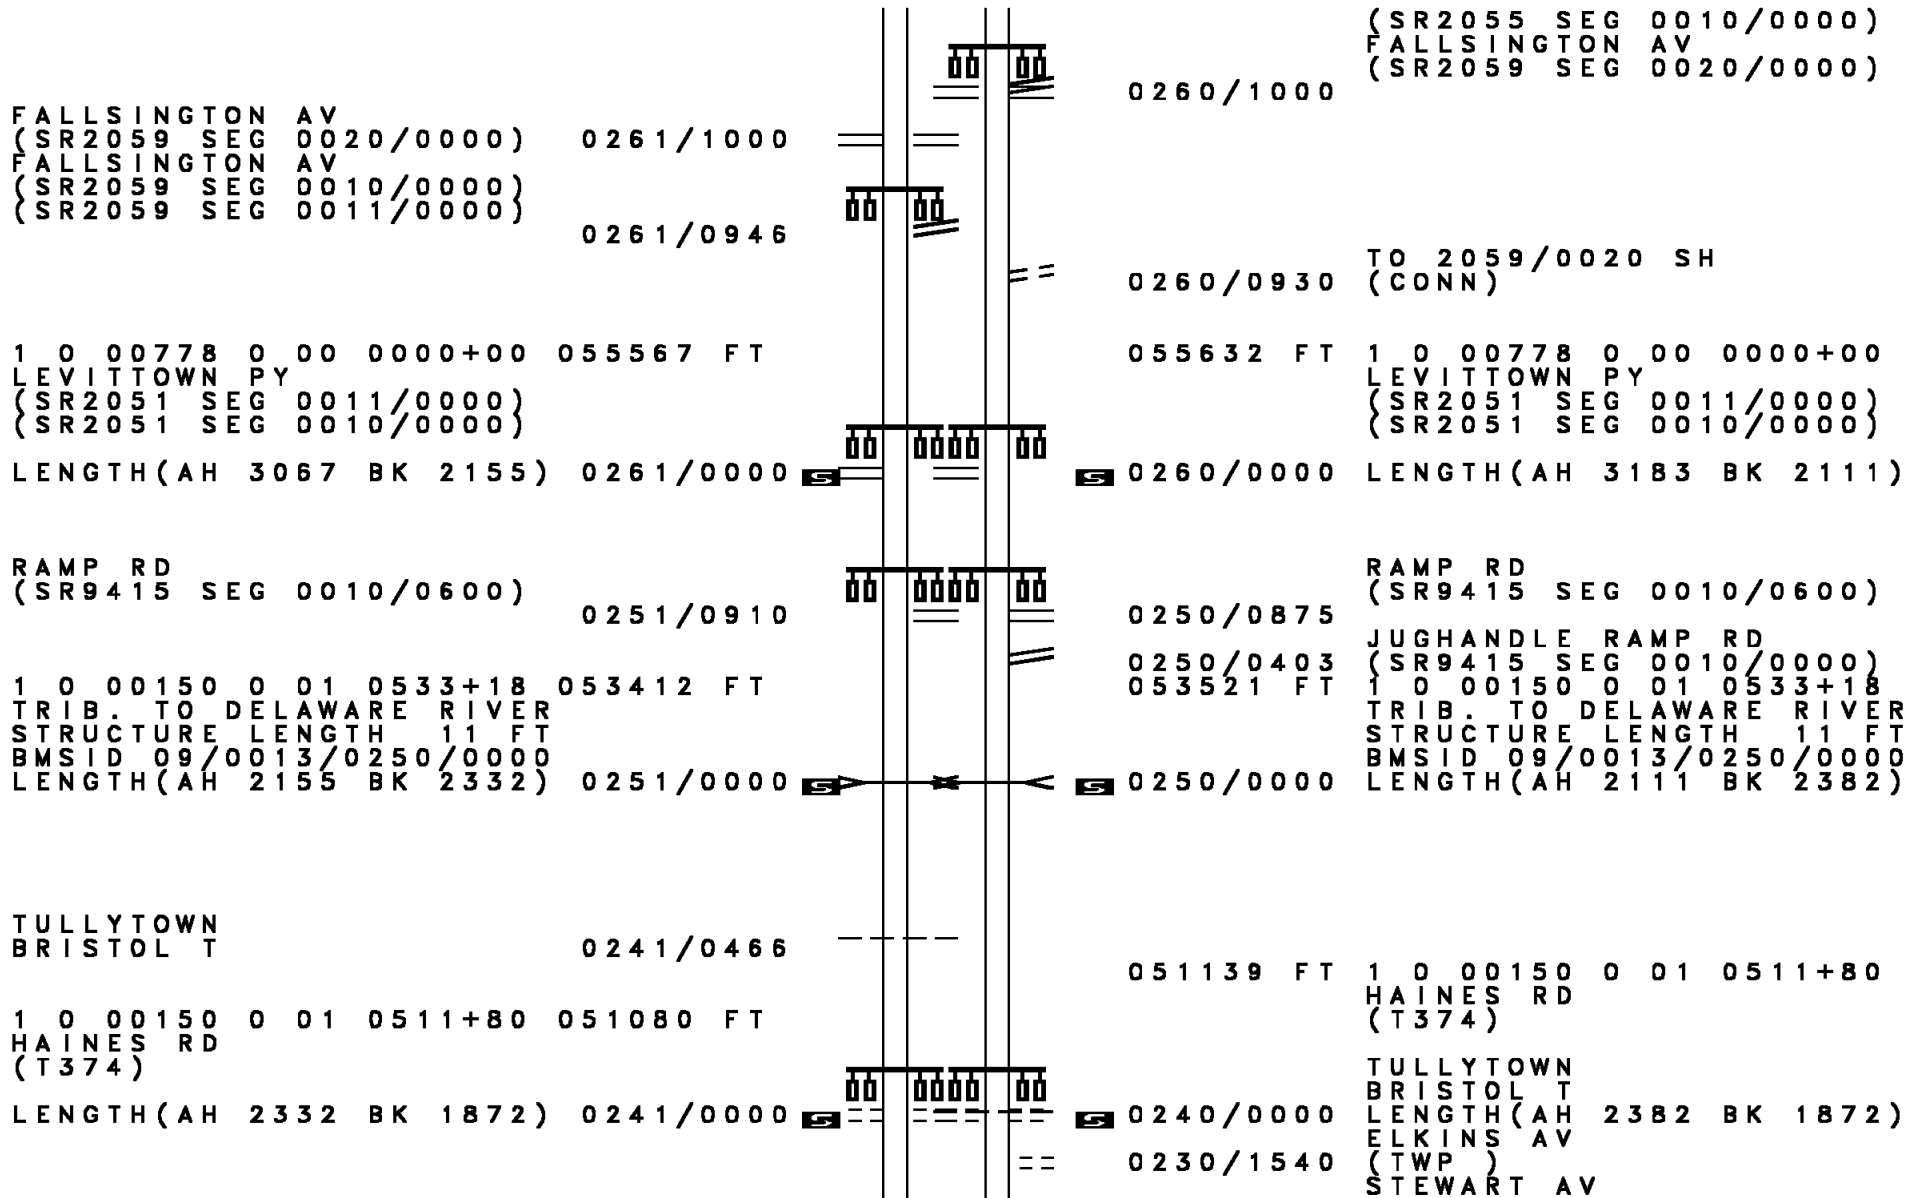 (SR2055 SEG 0010/0000)
FALLSINGTON AV
(SR2059 SEG 0020/0000)
0260/1000
FALLSINGTON AV
(SR2059 SEG 0020/0000) 0261/1000
FALLSINGTON AV
(SR2059 SEG 0010/0000)
(SR2059 SEG 0011/0000)
0261/0946
TO 2059/0020 SH
0260/0930 (CONN)
1 0 00778 0 00 0000+00 055567 FT
LEVITTOWN PY
(SR2051 SEG 0011/0000)
(SR2051 SEG 0010/0000)
LENGTH(AH 3067 BK 2155) 0261/0000 S
055632 FT 1 0 00778 0 00 0000+00
LEVITTOWN PY
(SR2051 SEG 0011/0000)
(SR2051 SEG 0010/0000)
S 0260/0000 LENGTH(AH 3183 BK 2111)
RAMP RD
(SR9415 SEG 0010/0600)
0251/0910
RAMP RD
(SR9415 SEG 0010/0600)
0250/0875
JUGHANDLE RAMP RD
0250/0403 (SR9415 SEG 0010/0000)
1 0 00150 0 01 0533+18 053412 FT
TRIB. TO DELAWARE RIVER
STRUCTURE LENGTH 11 FT
BMSID 09/0013/0250/0000
LENGTH(AH 2155 BK 2332) 0251/0000 S
053521 FT 1 0 00150 0 01 0533+18
TRIB. TO DELAWARE RIVER
STRUCTURE LENGTH 11 FT
BMSID 09/0013/0250/0000
S 0250/0000 LENGTH(AH 2111 BK 2382)
TULLYTOWN
BRISTOL T 0241/0466
051139 FT 1 0 00150 0 01 0511+80
HAINES RD
(T374)
1 0 00150 0 01 0511+80 051080 FT
HAINES RD
(T374)
LENGTH(AH 2332 BK 1872) 0241/0000 S
TULLYTOWN
BRISTOL T
S 0240/0000 LENGTH(AH 2382 BK 1872)
ELKINS AV
0230/1540 (TWP )
STEWART AV